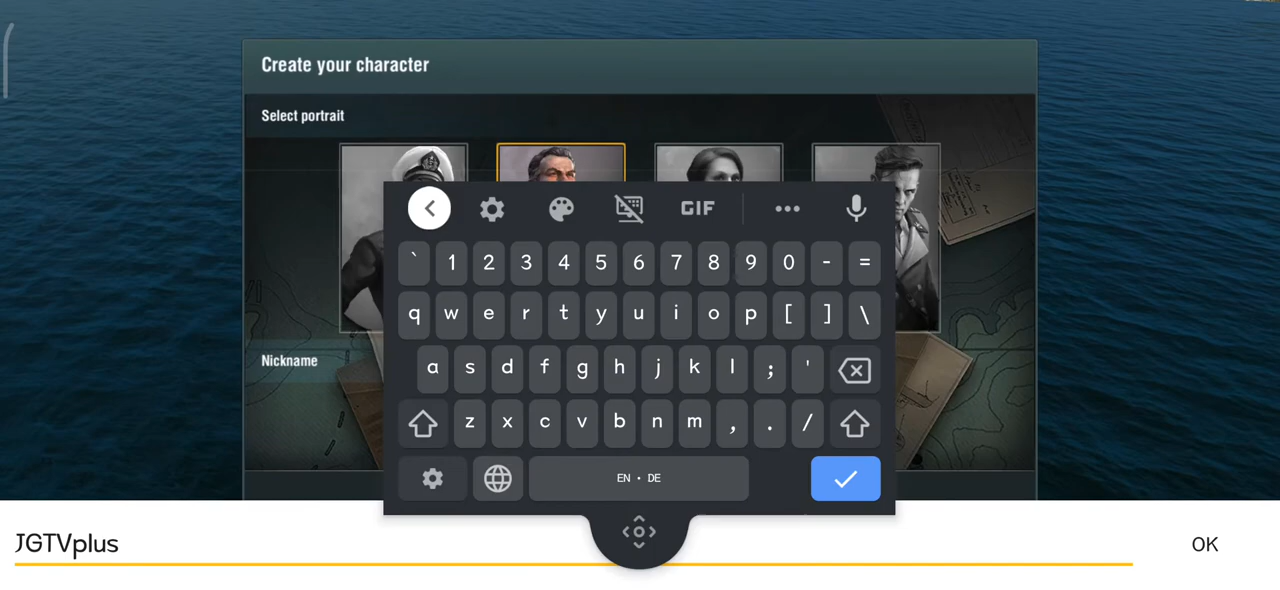 Create your character
Select portrait
GIF
` 1 2 3 4 5 6 7 8 9 0 - =
q w e r t y u i o p [ ] \
Nickname
a s d f g h j k l ; '
z x c v b n m , . /
EN • DE
JGTVplus
OK